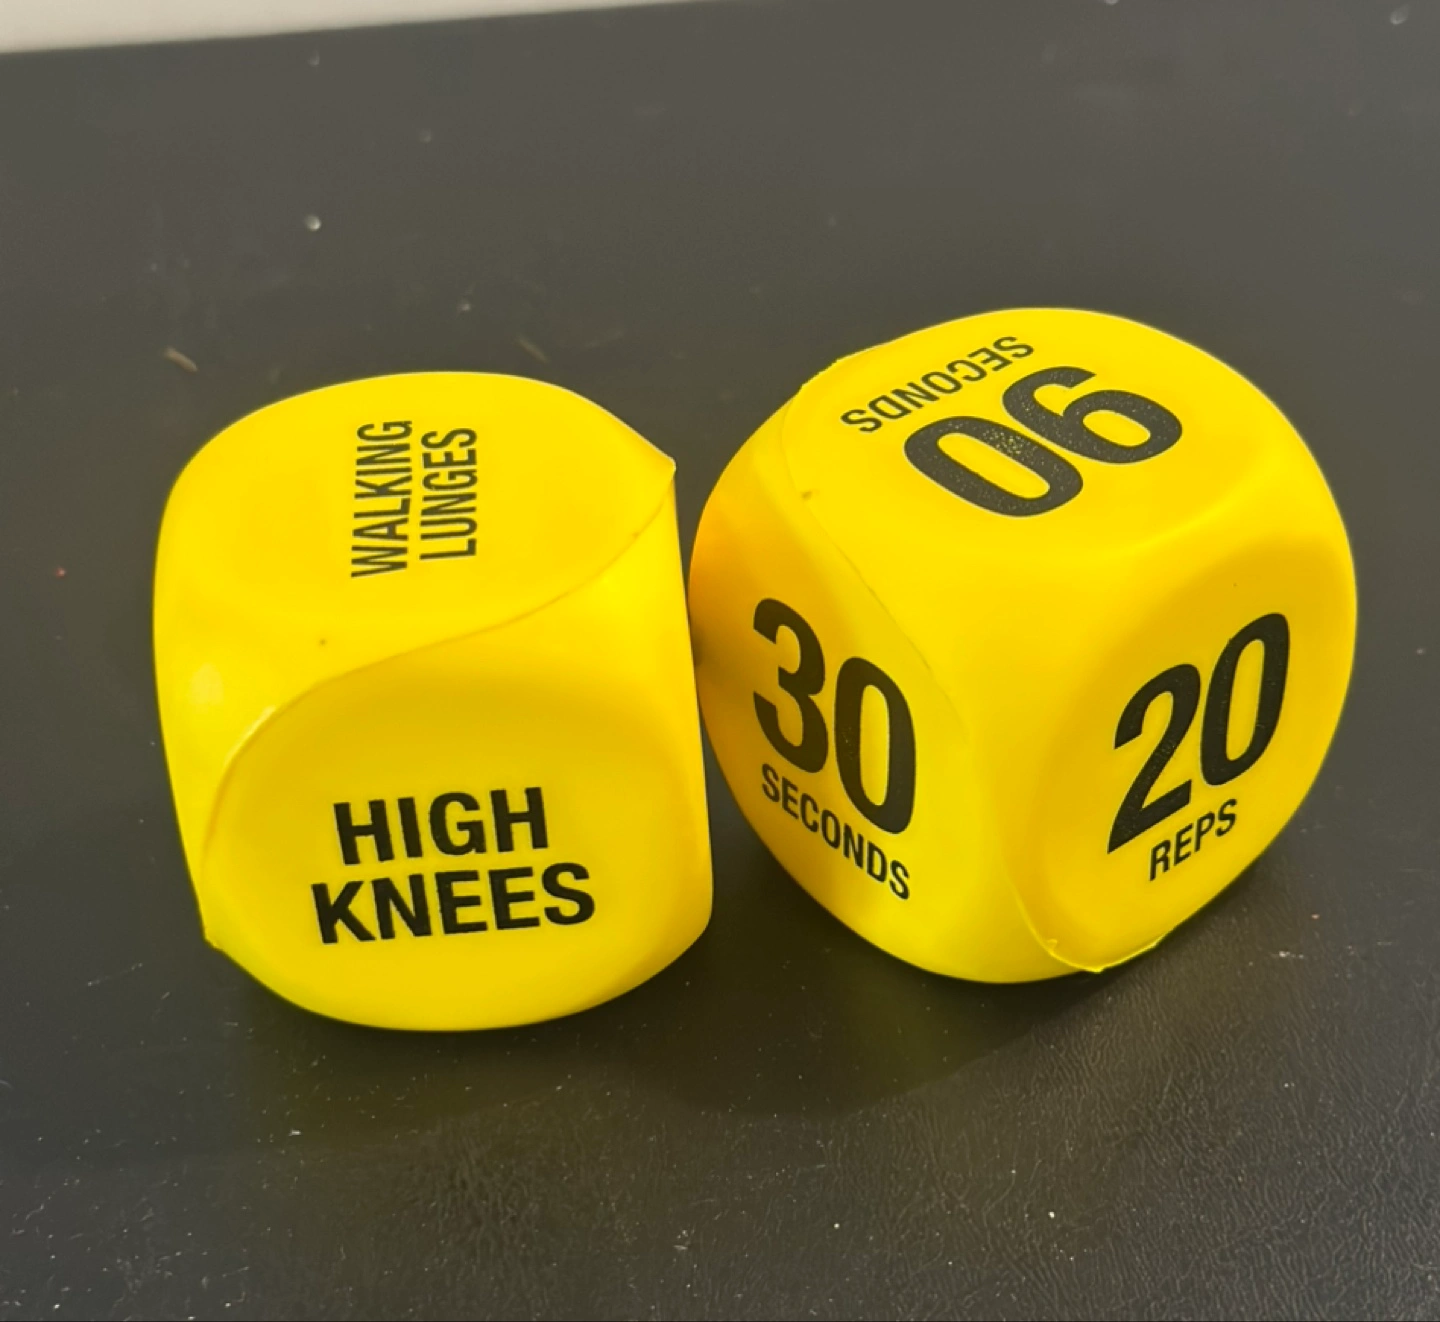 WALKING
LUNGES
HIGH
KNEES
90
SECONDS
30
SECONDS
20
REPS